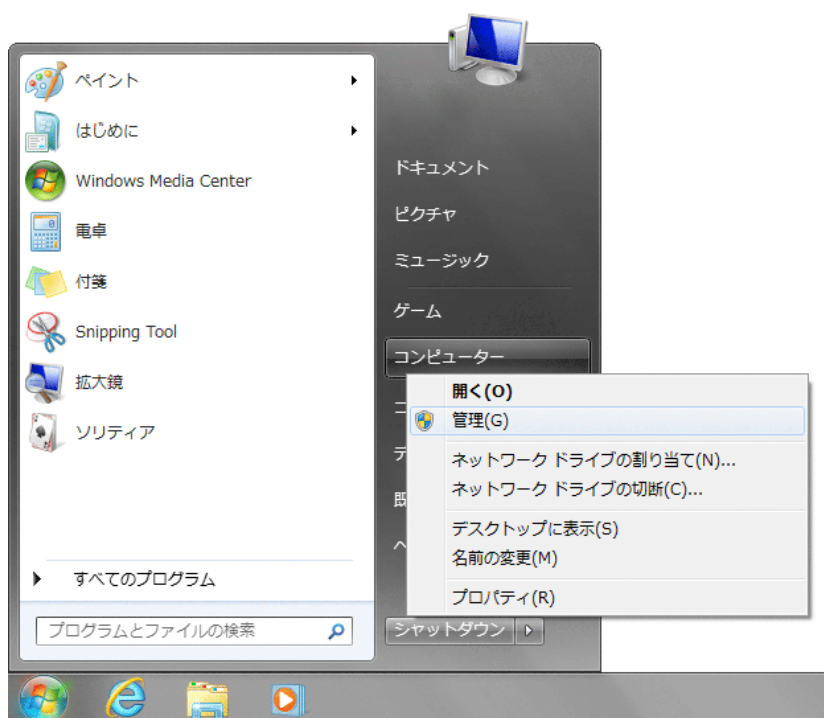 ペイント
はじめに
Windows Media Center
電卓
付箋
Snipping Tool
拡大鏡
ソリティア
すべてのプログラム
プログラムとファイルの検索
ドキュメント
ピクチャ
ミュージック
ゲーム
コンピューター
開く(O)
管理(G)
ネットワーク ドライブの割り当て(N)...
ネットワーク ドライブの切断(C)...
デスクトップに表示(S)
名前の変更(M)
プロパティ(R)
シャットダウン